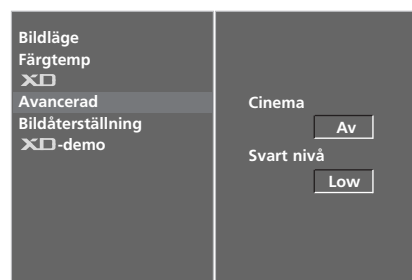 Bildläge
Färgtemp
XD
Avancerad
Bildåterställning
XD-demo
Cinema
Av
Svart nivå
Low